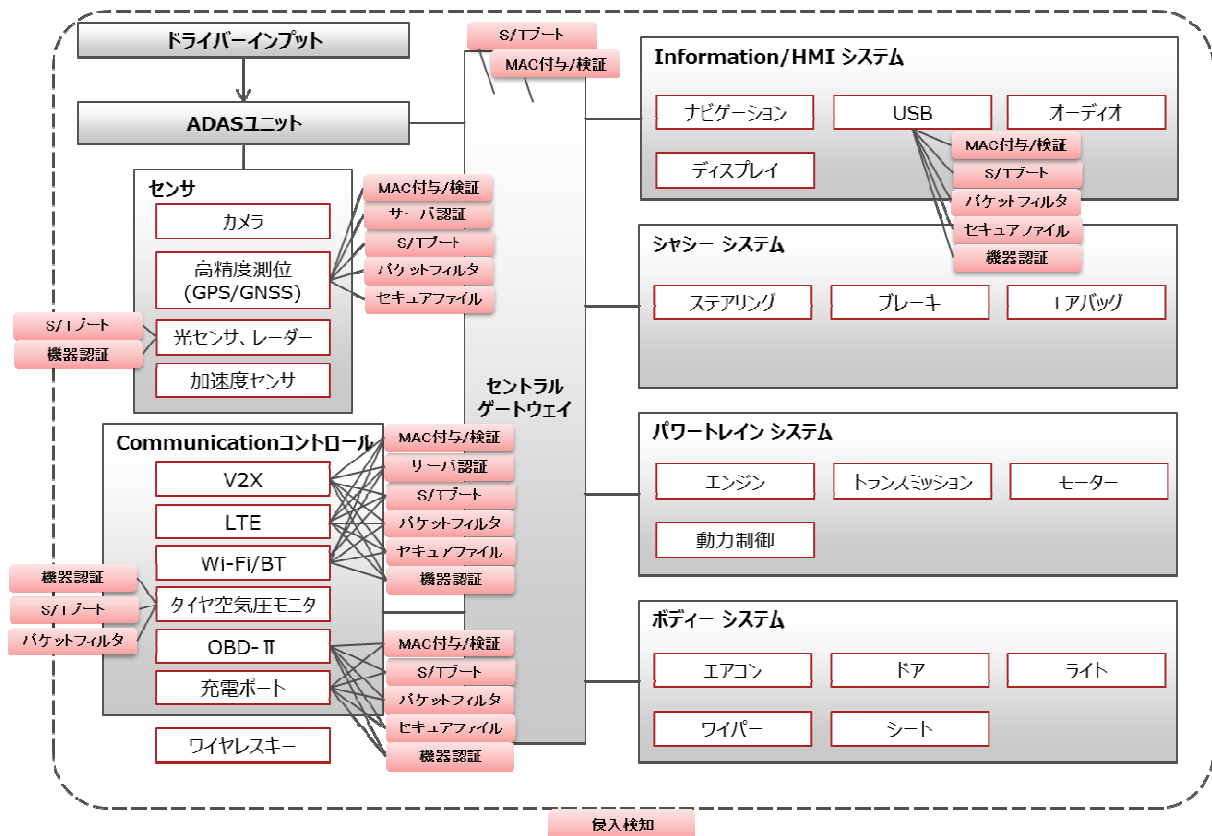 ドライバーインプット
ADASユニット
S/Tブート
MAC付与/検証
センサ
カメラ
高精度測位
(GPS/GNSS)
光センサ、レーダー
加速度センサ
MAC付与/検証
サーバ認証
S/Tブート
パケットフィルタ
セキュアファイル
S/Tブート
機器認証
セントラル
ゲートウェイ
Communicationコントロール
V2X
LTE
Wi-Fi/BT
タイヤ空気圧モニタ
OBD-Ⅱ
充電ポート
ワイヤレスキー
MAC付与/検証
サーバ認証
S/Tブート
パケットフィルタ
セキュアファイル
機器認証
機器認証
S/Tブート
パケットフィルタ
MAC付与/検証
S/Tブート
パケットフィルタ
セキュアファイル
機器認証
Information/HMI システム
ナビゲーション
USB
オーディオ
ディスプレイ
MAC付与/検証
S/Tブート
パケットフィルタ
セキュアファイル
機器認証
シャシー システム
ステアリング
ブレーキ
エアバッグ
パワートレイン システム
エンジン
トランスミッション
モーター
動力制御
ボディー システム
エアコン
ドア
ライト
ワイパー
シート
侵入検知